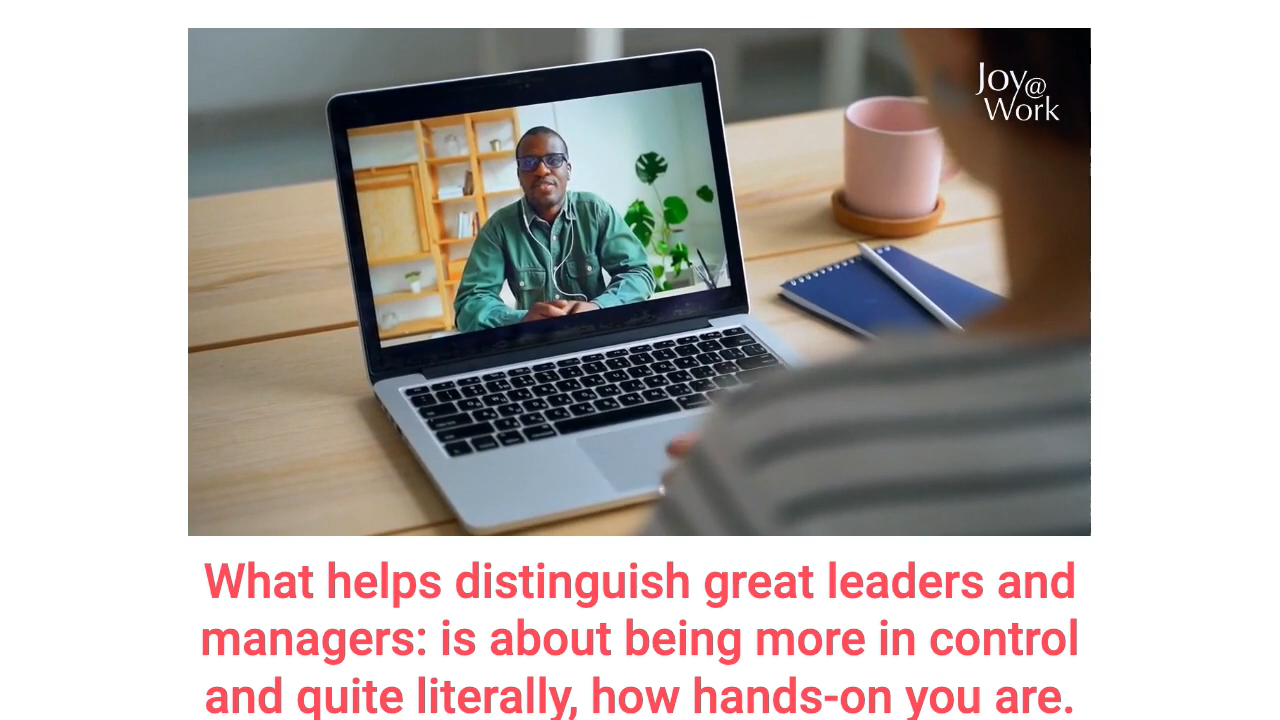 Joy@
Work
What helps distinguish great leaders and
managers: is about being more in control
and quite literally, how hands-on you are.